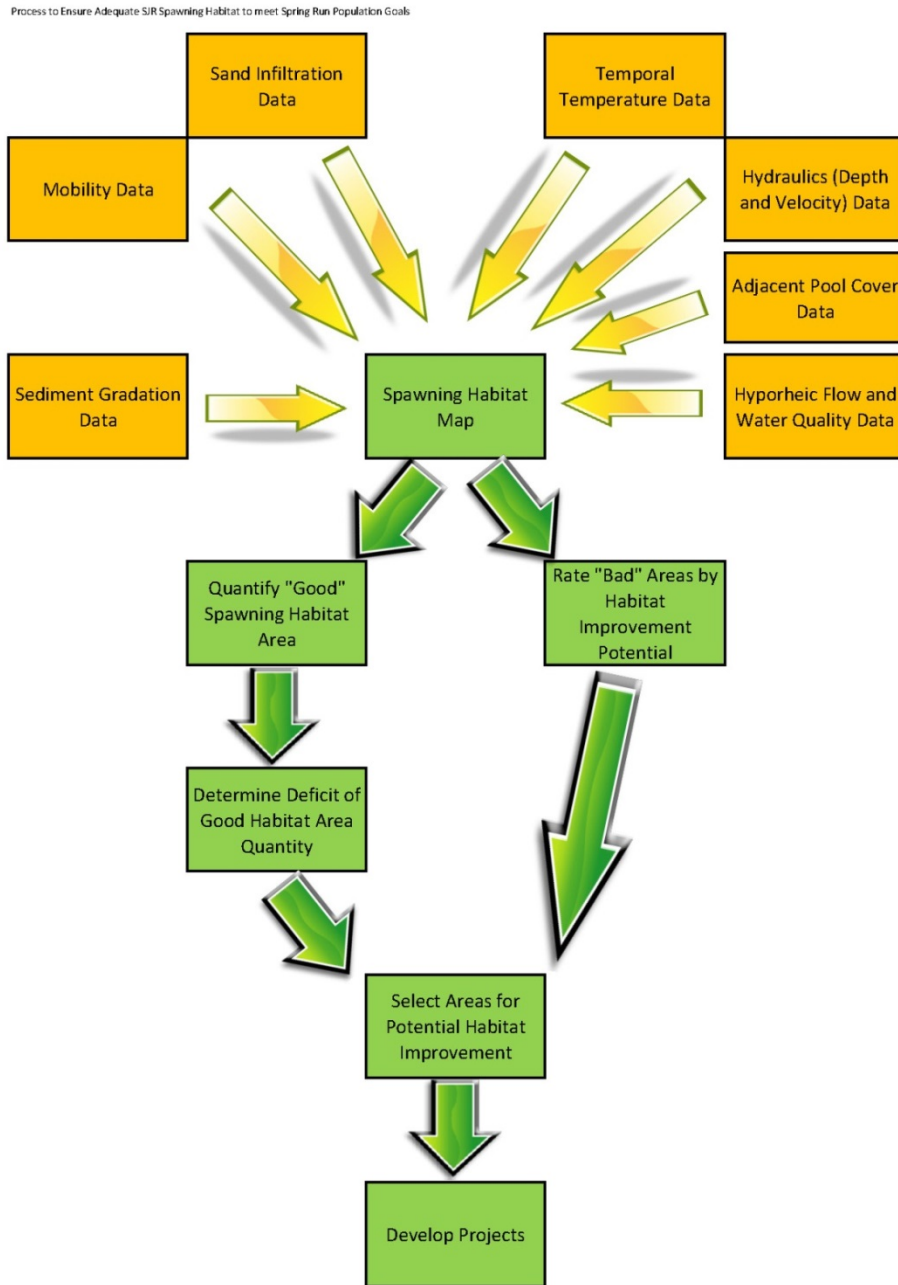 Process to Ensure Adequate SJR Spawning Habitat to meet Spring Run Population Goals
Sand Infiltration
Data
Temporal
Temperature Data
Mobility Data
Hydraulics (Depth
and Velocity) Data
Adjacent Pool Cover
Data
Sediment Gradation
Data
Spawning Habitat
Map
Hyporheic Flow and
Water Quality Data
Quantify "Good"
Spawning Habitat
Area
Rate "Bad" Areas by
Habitat
Improvement
Potential
Determine Deficit of
Good Habitat Area
Quantity
Select Areas for
Potential Habitat
Improvement
Develop Projects